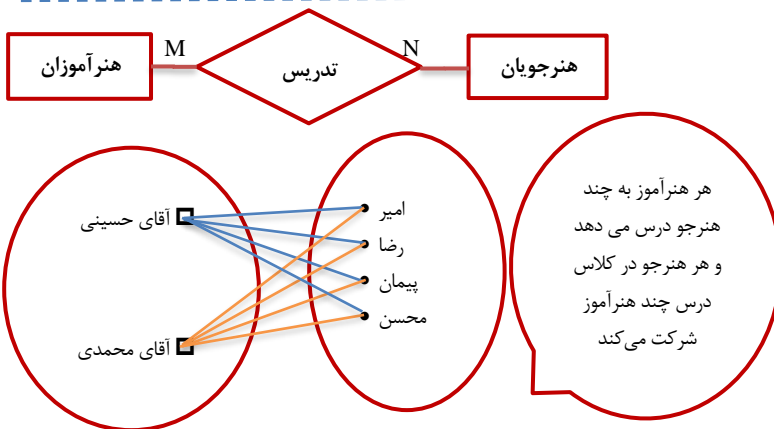 هنرجویان
N
تدریس
M
هنرآموزان
هر هنرآموز به چند
هنرجو درس می دهد
و هر هنرجو در کلاس
درس چند هنرآموز
شرکت می‌کند
امیر
رضا
پیمان
محسن
آقای حسینی
آقای محمدی